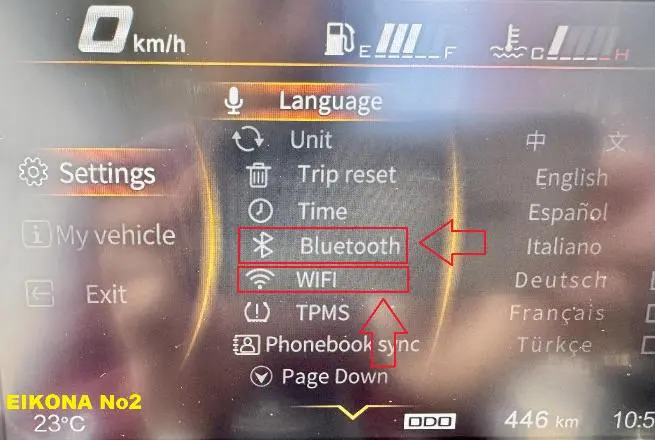 0 km/h
E F
C H
Language
Unit
中 文
Settings
Trip reset
English
Time
Español
My vehicle
Bluetooth
Italiano
WIFI
Deutsch
Exit
TPMS
Français
Phonebook sync
Türkçe
Page Down
EIKONA No2
23°C
ODO
446 km
10:5